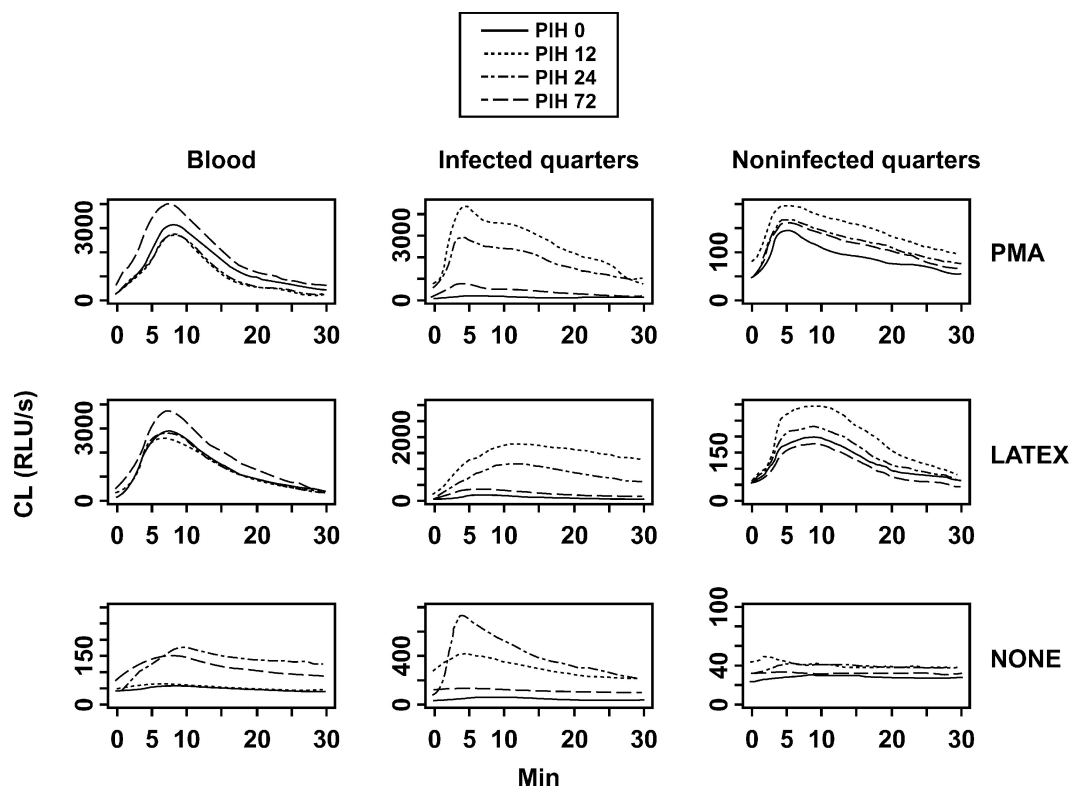 PIH 0
PIH 12
PIH 24
PIH 72
Blood Infected quarters Noninfected quarters
3000 0 3000 0 100 0 PMA
0 5 10 20 30 0 5 10 20 30 0 5 10 20 30
CL (RLU/s)
3000 0 2000 0 150 0 LATEX
0 5 10 20 30 0 5 10 20 30 0 5 10 20 30
150 0 400 0 100 40 0 NONE
0 5 10 20 30 0 5 10 20 30 0 5 10 20 30
Min